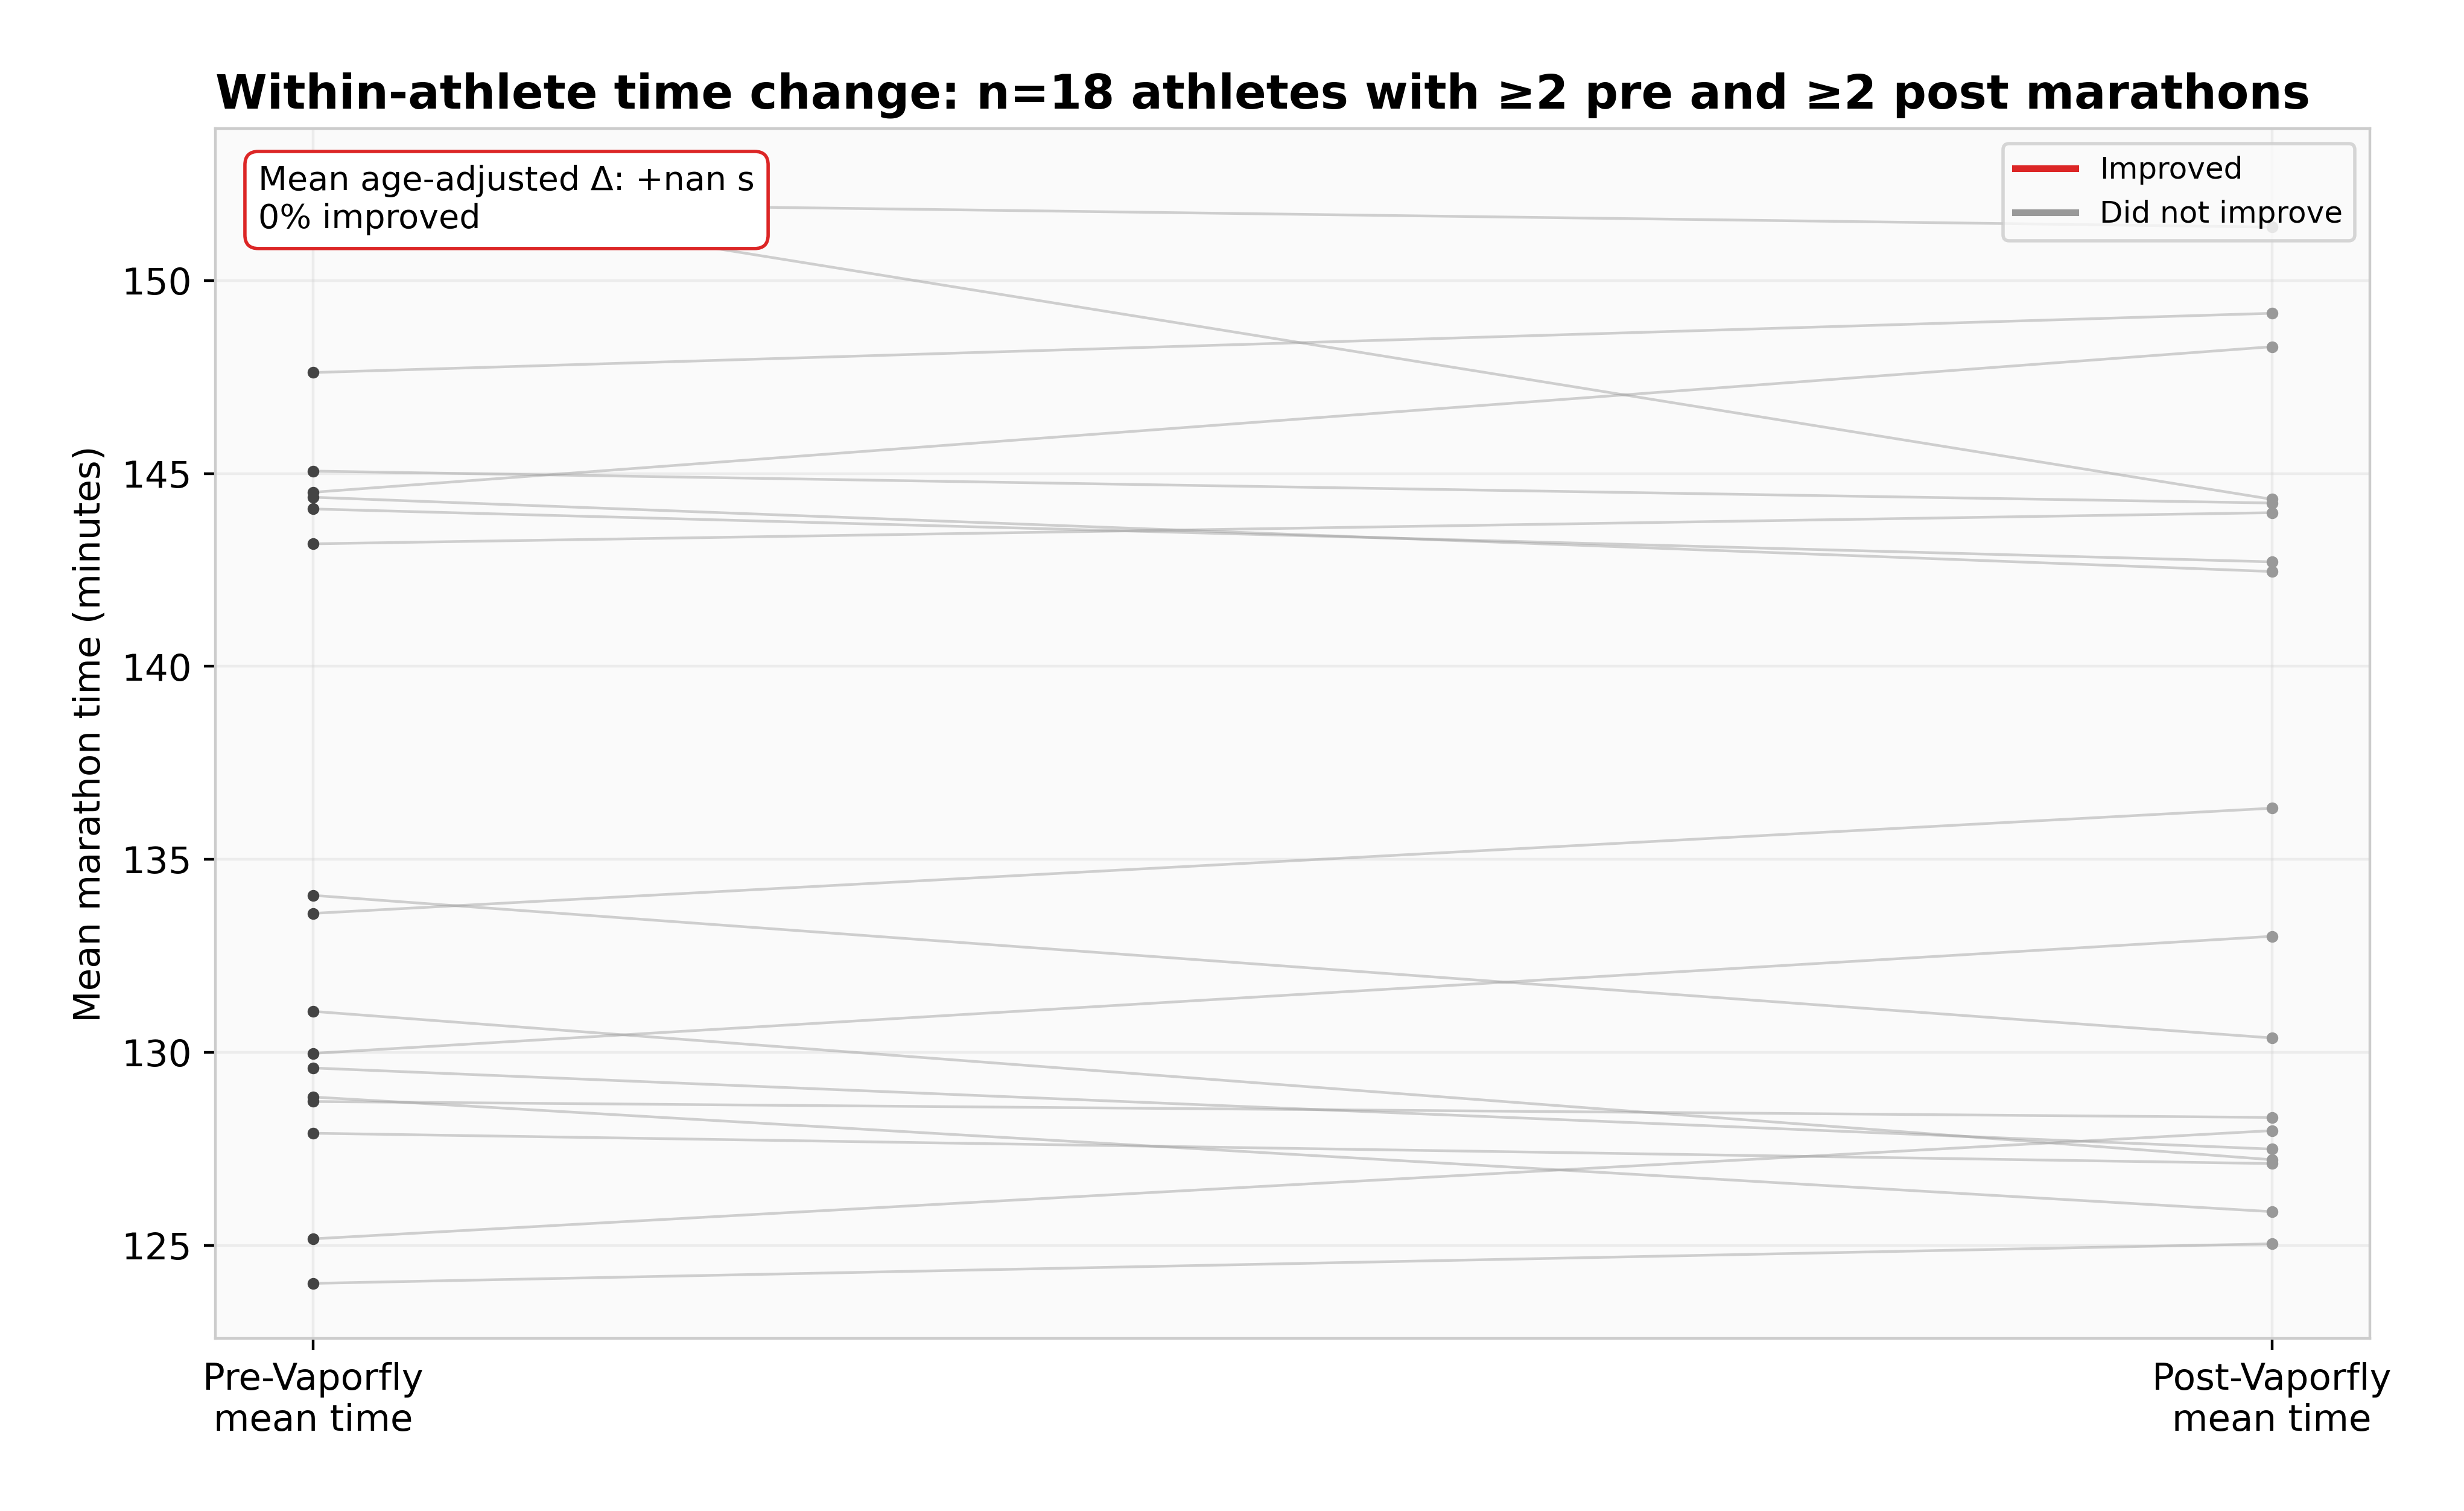 Within-athlete time change: n=18 athletes with ≥2 pre and ≥2 post marathons
Mean age-adjusted Δ: +nan s
0% improved
Improved
Did not improve
Mean marathon time (minutes)
150
145
140
135
130
125
Pre-Vaporfly
mean time
Post-Vaporfly
mean time